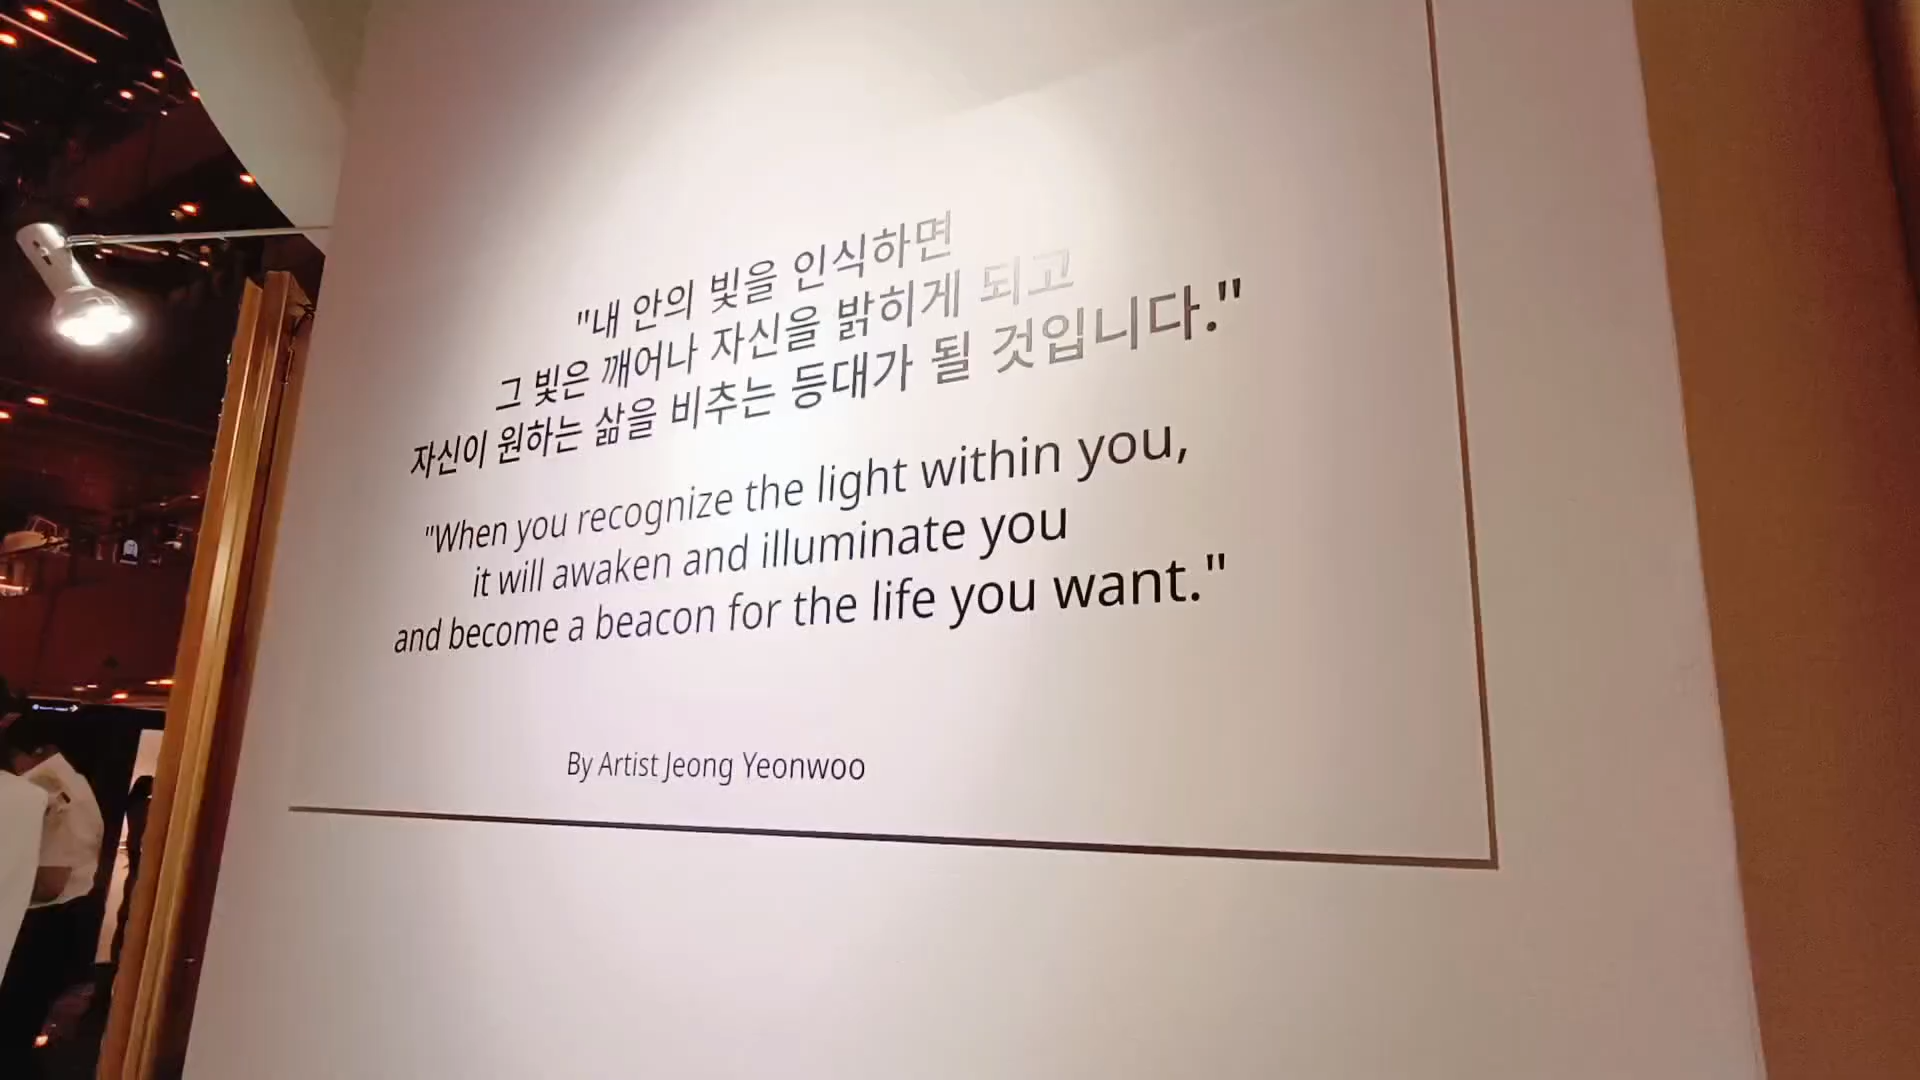 "내 안의 빛을 인식하면
그 빛은 깨어나 자신을 밝히게 되고
자신이 원하는 삶을 비추는 등대가 될 것입니다."
"When you recognize the light within you,
it will awaken and illuminate you
and become a beacon for the life you want."
By Artist Jeong Yeonwoo